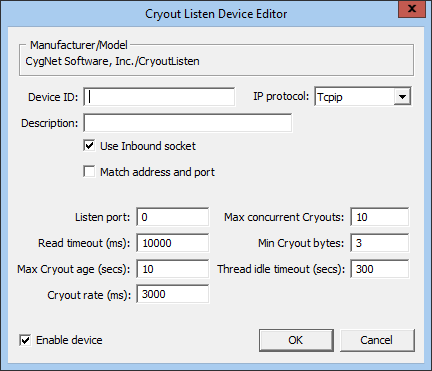 Cryout Listen Device Editor
Manufacturer/Model
CygNet Software, Inc./CryoutListen
Device ID: IP protocol: Tcpip
Description:
Use Inbound socket
Match address and port
Listen port: 0 Max concurrent Cryouts: 10
Read timeout (ms): 10000 Min Cryout bytes: 3
Max Cryout age (secs): 10 Thread idle timeout (secs): 300
Cryout rate (ms): 3000
Enable device OK Cancel